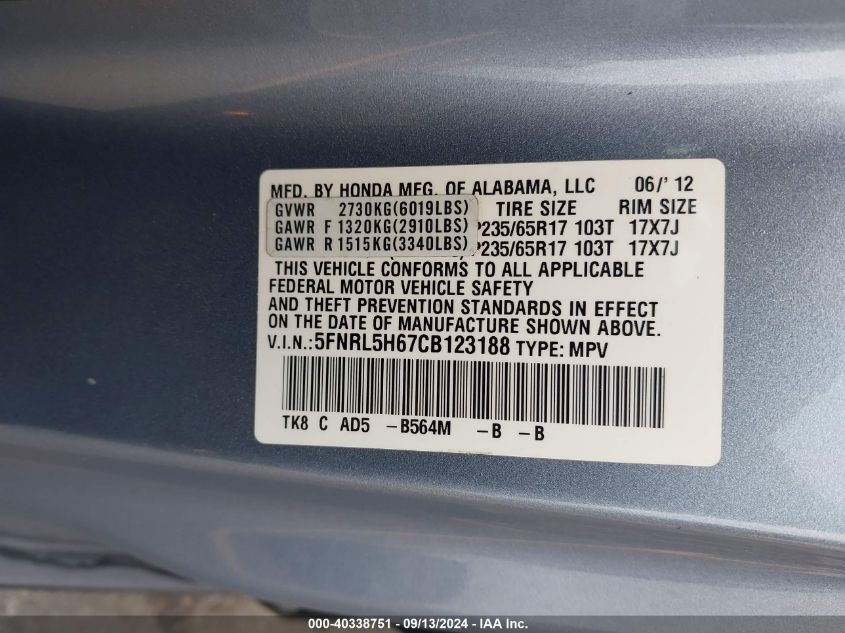 MFD. BY HONDA MFG. OF ALABAMA, LLC 06/' 12
GVWR 2730KG(6019LBS) TIRE SIZE RIM SIZE
GAWR F 1320KG(2910LBS) P235/65R17 103T 17X7J
GAWR R 1515KG(3340LBS) P235/65R17 103T 17X7J
THIS VEHICLE CONFORMS TO ALL APPLICABLE
FEDERAL MOTOR VEHICLE SAFETY
AND THEFT PREVENTION STANDARDS IN EFFECT
ON THE DATE OF MANUFACTURE SHOWN ABOVE.
V.I.N.: 5FNRL5H67CB123188 TYPE: MPV
TK8 C AD5 -B564M -B -B
000-40338751 — 09/13/2024 - IAA Inc.